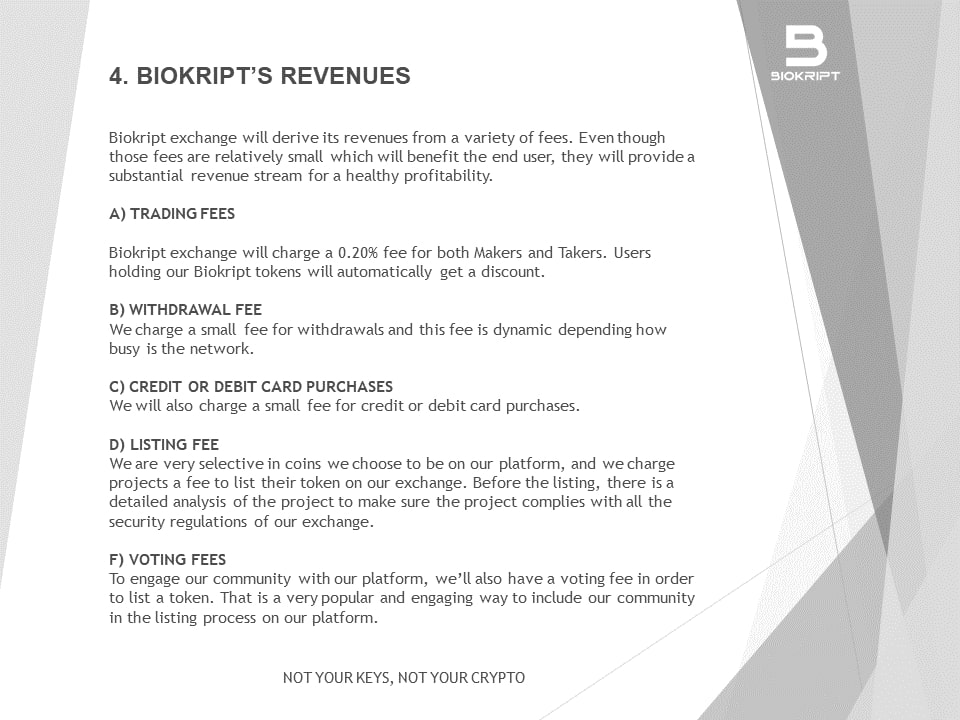 4. BIOKRIPT'S REVENUES
BIOKRIPT
Biokript exchange will derive its revenues from a variety of fees. Even though
those fees are relatively small which will benefit the end user, they will provide a
substantial revenue stream for a healthy profitability.
A) TRADING FEES
Biokript exchange will charge a 0.20% fee for both Makers and Takers. Users
holding our Biokript tokens will automatically get a discount.
B) WITHDRAWAL FEE
We charge a small fee for withdrawals and this fee is dynamic depending how
busy is the network.
C) CREDIT OR DEBIT CARD PURCHASES
We will also charge a small fee for credit or debit card purchases.
D) LISTING FEE
We are very selective in coins we choose to be on our platform, and we charge
projects a fee to list their token on our exchange. Before the listing, there is a
detailed analysis of the project to make sure the project complies with all the
security regulations of our exchange.
F) VOTING FEES
To engage our community with our platform, we'll also have a voting fee in order
to list a token. That is a very popular and engaging way to include our community
in the listing process on our platform.
NOT YOUR KEYS, NOT YOUR CRYPTO